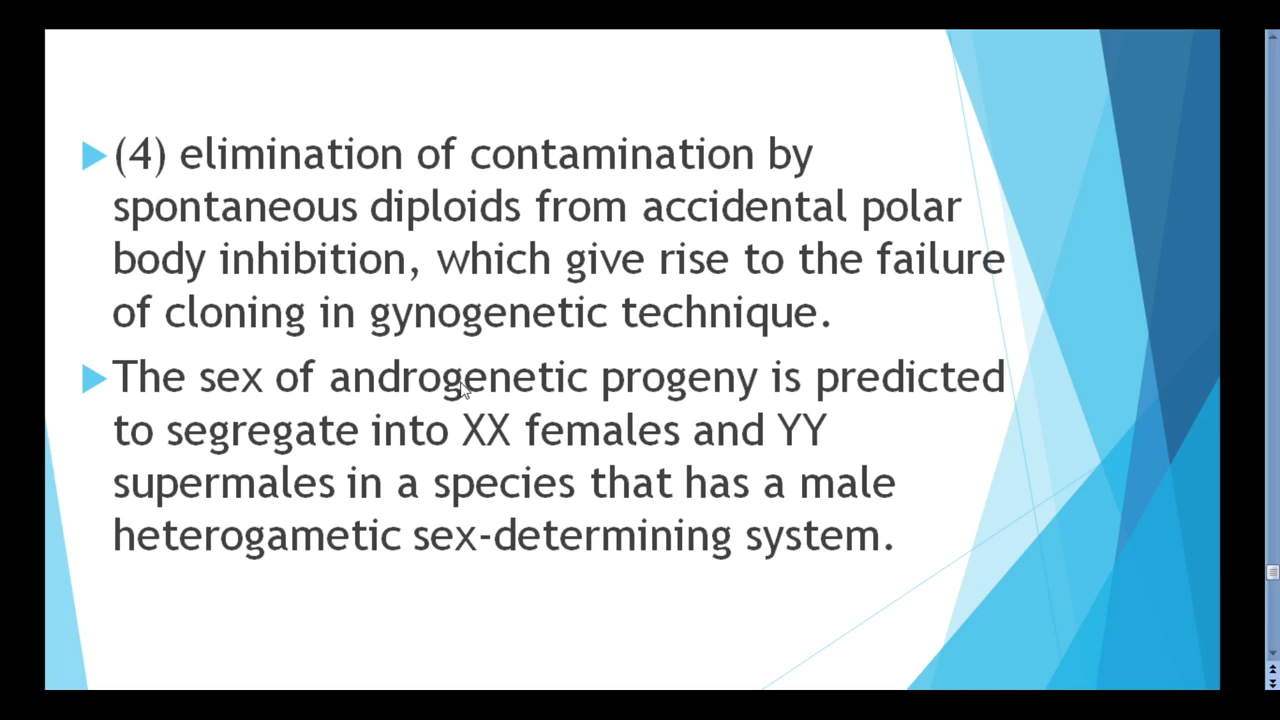 (4) elimination of contamination by
spontaneous diploids from accidental polar
body inhibition, which give rise to the failure
of cloning in gynogenetic technique.
The sex of androgenetic progeny is predicted
to segregate into XX females and YY
supermales in a species that has a male
heterogametic sex-determining system.